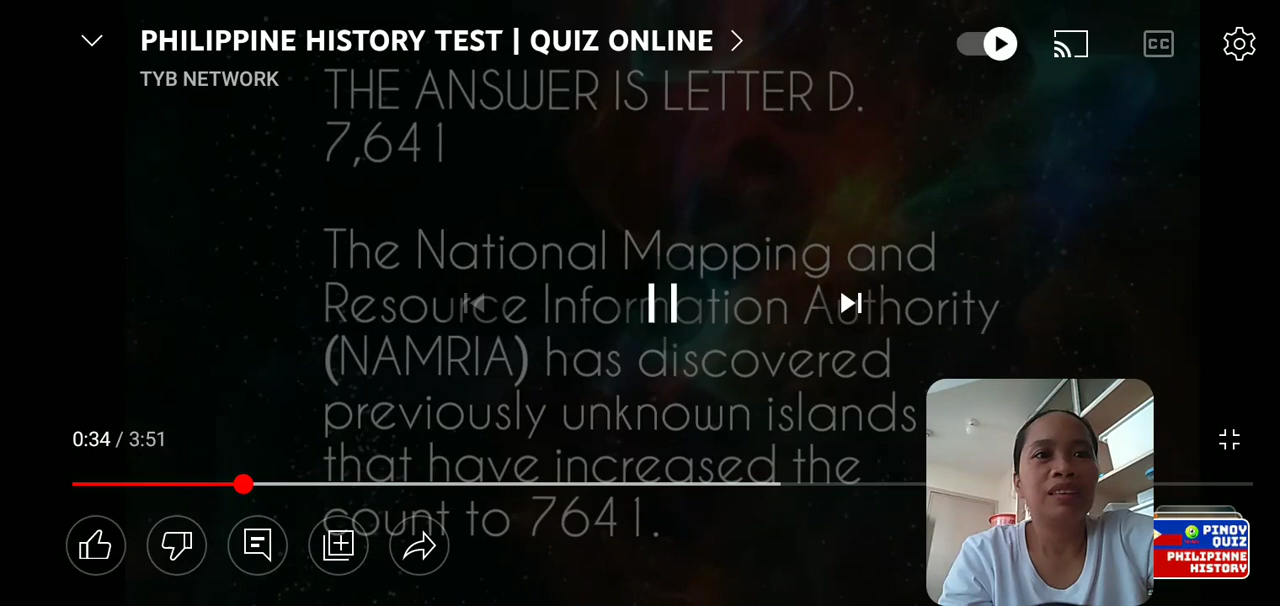 PHILIPPINE HISTORY TEST | QUIZ ONLINE
TYB NETWORK
CC
THE ANSWER IS LETTER D.
7,641
The National Mapping and
Resource Information Authority
(NAMRIA) has discovered
previously unknown islands
that have increased the
count to 7641.
0:34 / 3:51
PINOY
QUIZ
PHILIPINNE
HISTORY